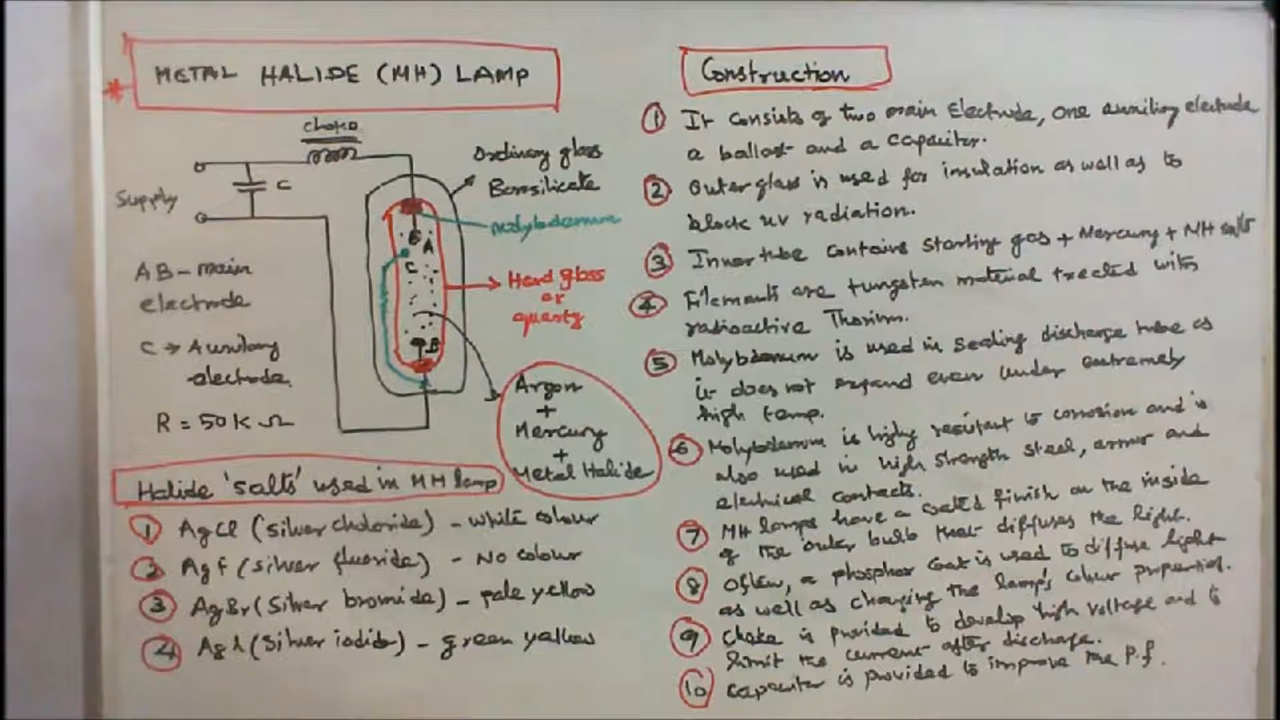 METAL HALIDE (MH) LAMP
choke
Supply
C
Ordinary glass
Borosilicate
Molybdenum
A
C
B
Hard glass
or
quartz
AB - main
electrode
C → Auxiliary
electrode
R = 50K Ω
Argon
+
Mercury
+
Metal Halide
Halide 'salts' used in MH lamp
1 AgCl (silver chloride) - white colour
2 Agf (silver fluoride) - No colour
3 AgBr (Silver bromide) - pale yellow
4 AgI (Silver iodide) - green yellow
Construction
1 It consists of two main Electrode, one auxiliary electrode
a ballast and a capacitor.
2 Outer glass is used for insulation as well as to
block uv radiation.
3 Inner tube contains starting gas + Mercury + MH salts
4 Filaments are tungsten material treated with
radioactive Thorium.
5 Molybdenum is used in sealing discharge tube as
it does not expand even under extremely
high temp.
6 Molybdenum is highly resistant to corrosion and is
also used in high strength steel, armor and
electrical contacts.
7 MH lamps have a coated finish on the inside
of the outer bulb that diffuses the light.
8 Often, a phosphor coat is used to diffuse light
as well as changing the lamp's colour properties.
9 Choke is provided to develop high voltage and to
limit the current after discharge.
10 Capacitor is provided to improve the P.f.